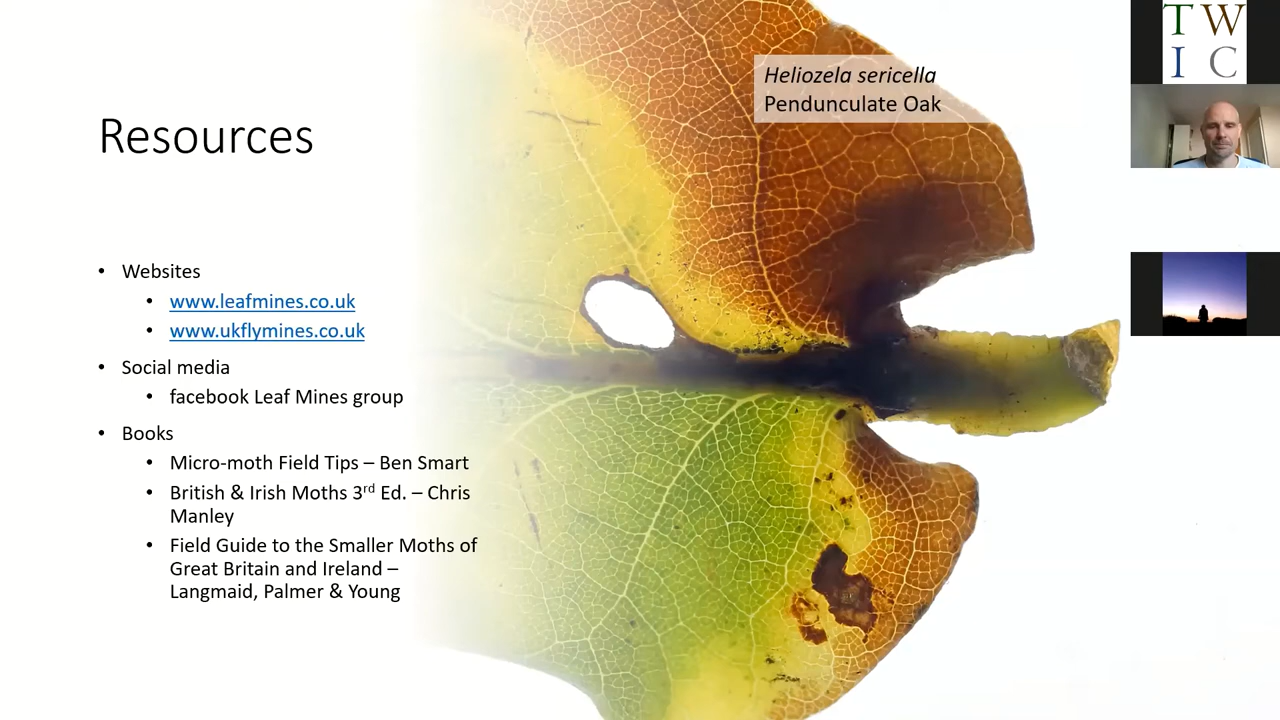 Resources
• Websites
• www.leafmines.co.uk
• www.ukflymines.co.uk
• Social media
• facebook Leaf Mines group
• Books
• Micro-moth Field Tips – Ben Smart
• British & Irish Moths 3rd Ed. – Chris
Manley
• Field Guide to the Smaller Moths of
Great Britain and Ireland –
Langmaid, Palmer & Young
Heliozela sericella
Pendunculate Oak
T W
I C